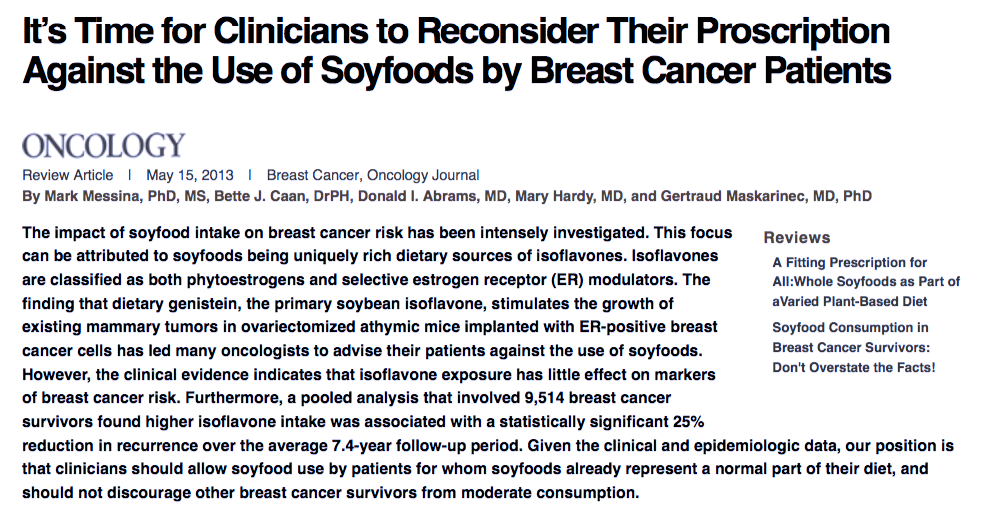 It's Time for Clinicians to Reconsider Their Proscription
Against the Use of Soyfoods by Breast Cancer Patients
ONCOLOGY
Review Article | May 15, 2013 | Breast Cancer, Oncology Journal
By Mark Messina, PhD, MS, Bette J. Caan, DrPH, Donald I. Abrams, MD, Mary Hardy, MD, and Gertraud Maskarinec, MD, PhD
The impact of soyfood intake on breast cancer risk has been intensely investigated. This focus
can be attributed to soyfoods being uniquely rich dietary sources of isoflavones. Isoflavones
are classified as both phytoestrogens and selective estrogen receptor (ER) modulators. The
finding that dietary genistein, the primary soybean isoflavone, stimulates the growth of
existing mammary tumors in ovariectomized athymic mice implanted with ER-positive breast
cancer cells has led many oncologists to advise their patients against the use of soyfoods.
However, the clinical evidence indicates that isoflavone exposure has little effect on markers
of breast cancer risk. Furthermore, a pooled analysis that involved 9,514 breast cancer
survivors found higher isoflavone intake was associated with a statistically significant 25%
reduction in recurrence over the average 7.4-year follow-up period. Given the clinical and epidemiologic data, our position is
that clinicians should allow soyfood use by patients for whom soyfoods already represent a normal part of their diet, and
should not discourage other breast cancer survivors from moderate consumption.
Reviews
A Fitting Prescription for
All:Whole Soyfoods as Part of
aVaried Plant-Based Diet
Soyfood Consumption in
Breast Cancer Survivors:
Don't Overstate the Facts!